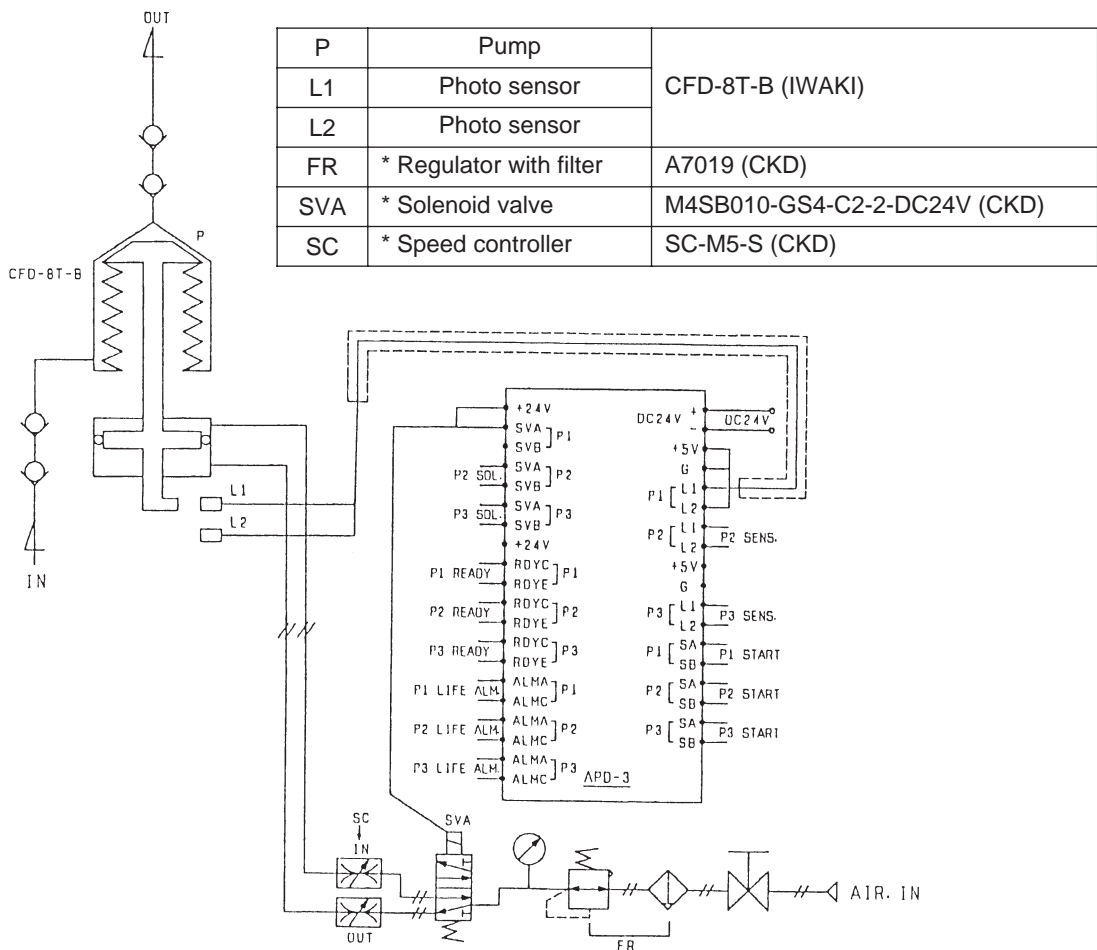 OUT
P Pump CFD-8T-B (IWAKI)
L1 Photo sensor
L2 Photo sensor
FR * Regulator with filter A7019 (CKD)
SVA * Solenoid valve M4SB010-GS4-C2-2-DC24V (CKD)
SC * Speed controller SC-M5-S (CKD)
P
CFD-8T-B
L1
L2
IN
+24V
SVA
SVB
P1
P2 SOL.
SVA
SVB
P2
P3 SOL.
SVA
SVB
P3
+24V
P1 READY
RDYC
RDYE
P1
P2 READY
RDYC
RDYE
P2
P3 READY
RDYC
RDYE
P3
P1 LIFE ALM.
ALMA
ALMC
P1
P2 LIFE ALM.
ALMA
ALMC
P2
P3 LIFE ALM.
ALMA
ALMC
P3
DC24V
+
-
DC24V
+5V
G
P1
L1
L2
P2
L1
L2
P2 SENS.
+5V
G
P3
L1
L2
P3 SENS.
P1
SA
SB
P1 START
P2
SA
SB
P2 START
P3
SA
SB
P3 START
APD-3
SC
IN
OUT
SVA
FR
AIR. IN